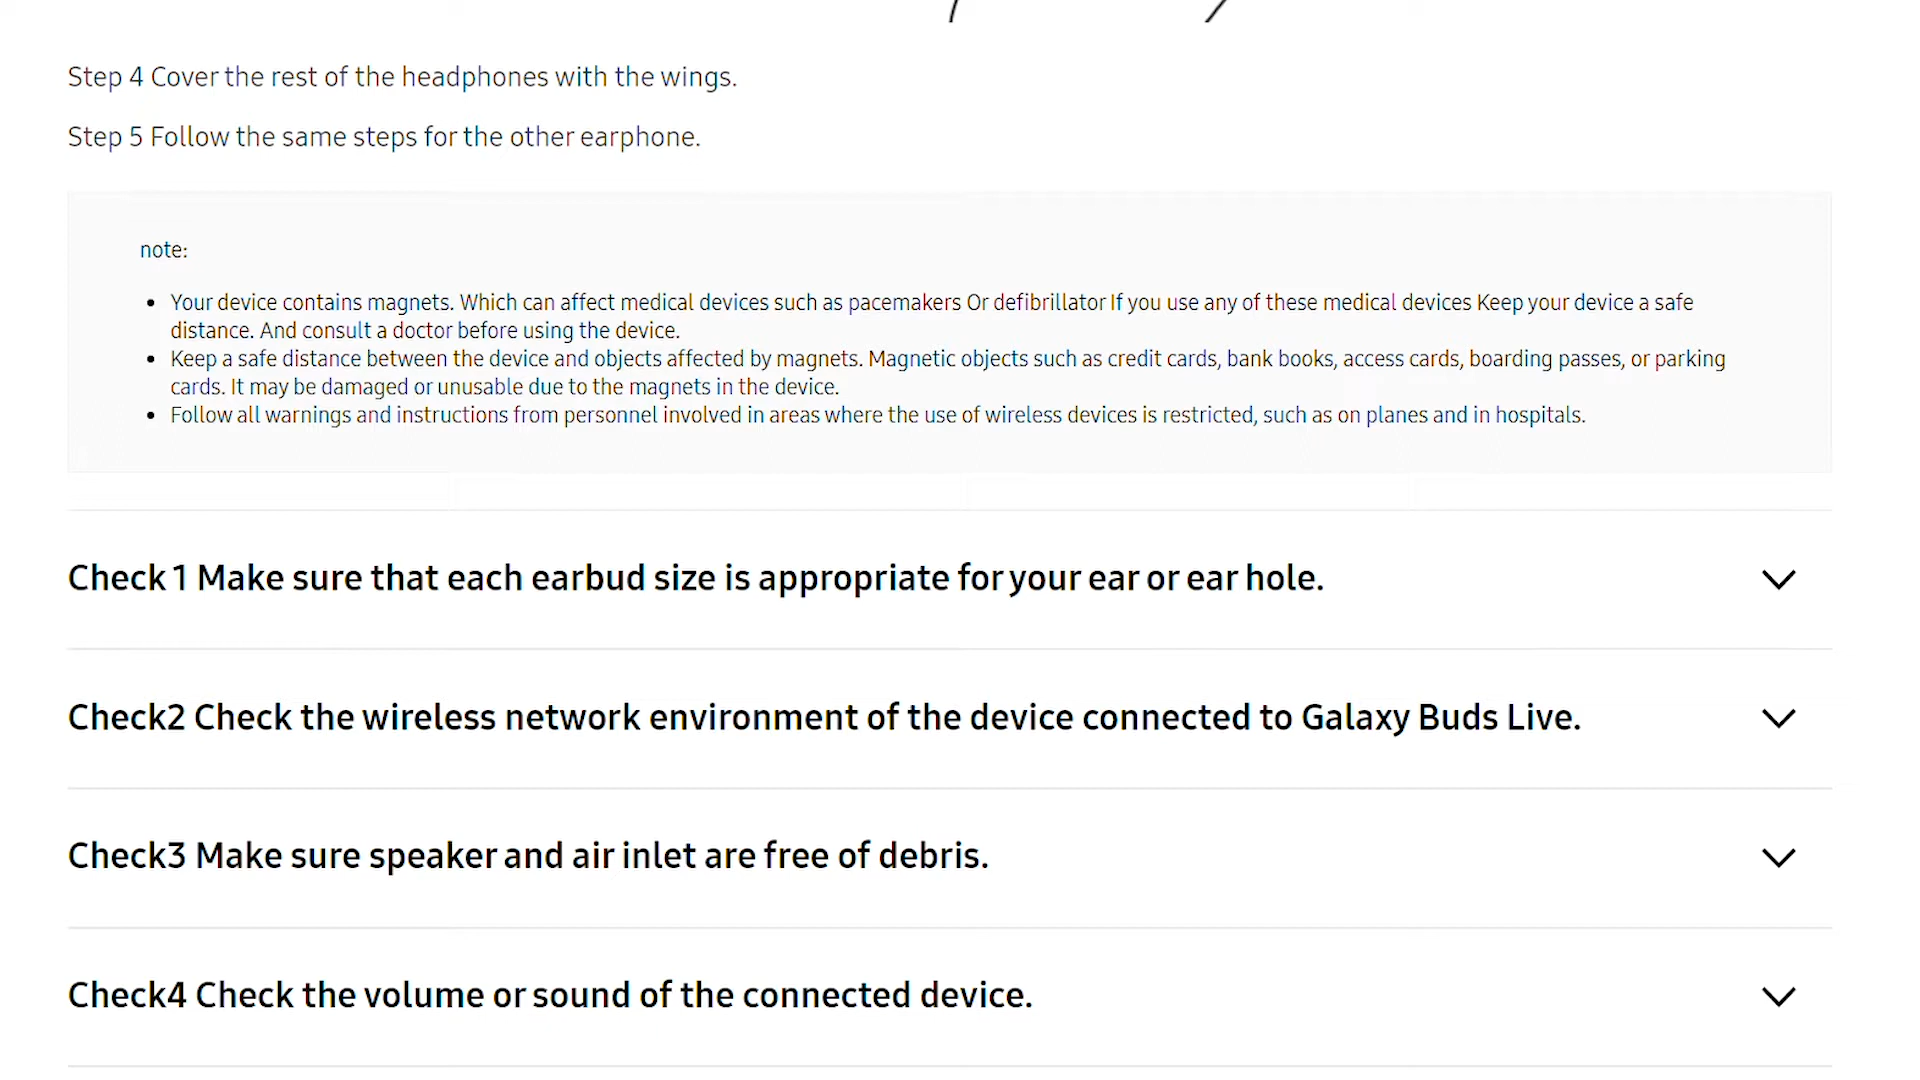 Step 4 Cover the rest of the headphones with the wings.
Step 5 Follow the same steps for the other earphone.
note:
Your device contains magnets. Which can affect medical devices such as pacemakers Or defibrillator If you use any of these medical devices Keep your device a safe
distance. And consult a doctor before using the device.
Keep a safe distance between the device and objects affected by magnets. Magnetic objects such as credit cards, bank books, access cards, boarding passes, or parking
cards. It may be damaged or unusable due to the magnets in the device.
Follow all warnings and instructions from personnel involved in areas where the use of wireless devices is restricted, such as on planes and in hospitals.
Check 1 Make sure that each earbud size is appropriate for your ear or ear hole.
Check2 Check the wireless network environment of the device connected to Galaxy Buds Live.
Check3 Make sure speaker and air inlet are free of debris.
Check4 Check the volume or sound of the connected device.